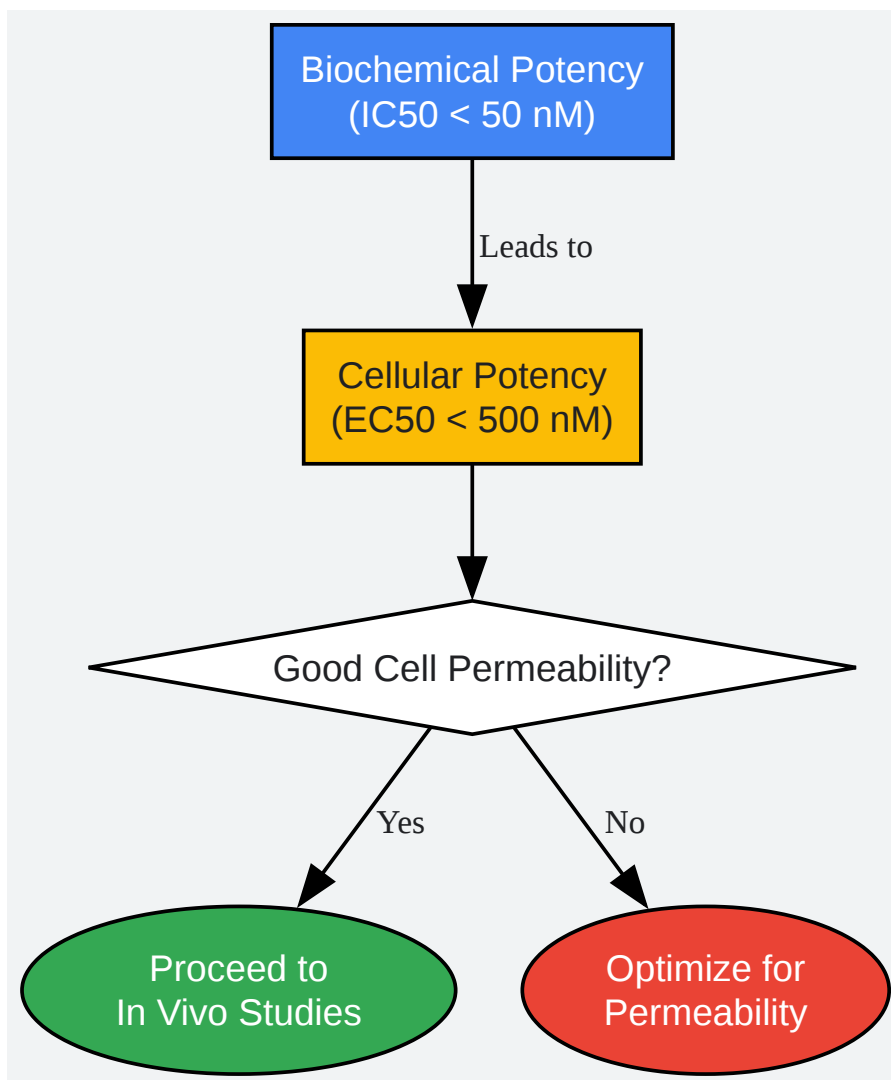 Biochemical Potency
(IC50 < 50 nM)
Leads to
Cellular Potency
(EC50 < 500 nM)
Good Cell Permeability?
Yes
No
Proceed to
In Vivo Studies
Optimize for
Permeability